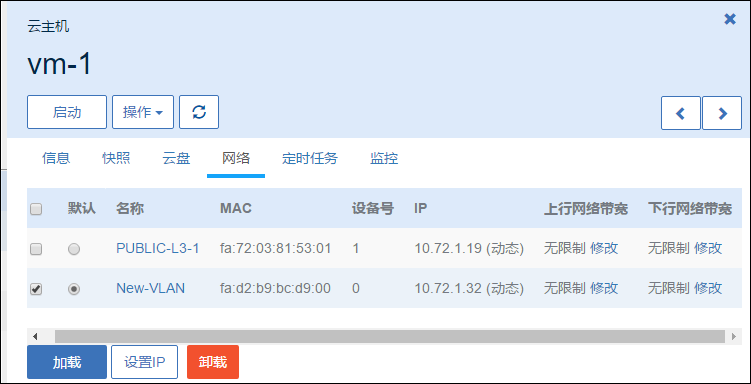 云主机
vm-1
启动 操作
信息 快照 云盘 网络 定时任务 监控
默认 名称 MAC 设备号 IP 上行网络带宽 下行网络带宽
PUBLIC-L3-1 fa:72:03:81:53:01 1 10.72.1.19 (动态) 无限制 修改 无限制 修改
New-VLAN fa:d2:b9:bc:d9:00 0 10.72.1.32 (动态) 无限制 修改 无限制 修改
加载 设置IP 卸载